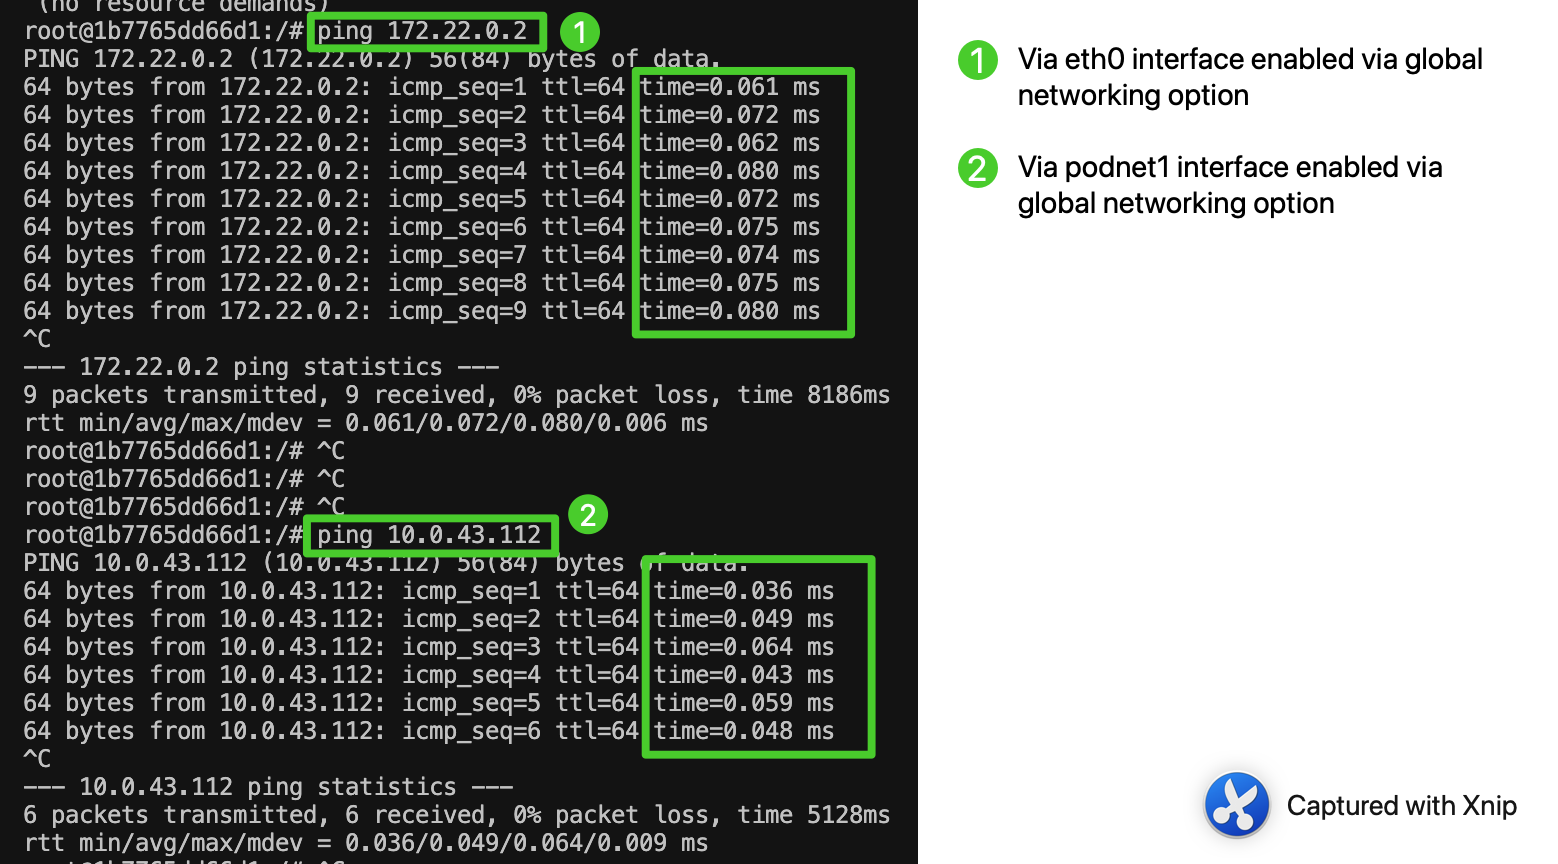 (no resource demands)
root@1b7765dd66d1:/# ping 172.22.0.2 1
PING 172.22.0.2 (172.22.0.2) 56(84) bytes of data.
64 bytes from 172.22.0.2: icmp_seq=1 ttl=64 time=0.061 ms
64 bytes from 172.22.0.2: icmp_seq=2 ttl=64 time=0.072 ms
64 bytes from 172.22.0.2: icmp_seq=3 ttl=64 time=0.062 ms
64 bytes from 172.22.0.2: icmp_seq=4 ttl=64 time=0.080 ms
64 bytes from 172.22.0.2: icmp_seq=5 ttl=64 time=0.072 ms
64 bytes from 172.22.0.2: icmp_seq=6 ttl=64 time=0.075 ms
64 bytes from 172.22.0.2: icmp_seq=7 ttl=64 time=0.074 ms
64 bytes from 172.22.0.2: icmp_seq=8 ttl=64 time=0.075 ms
64 bytes from 172.22.0.2: icmp_seq=9 ttl=64 time=0.080 ms
^C
--- 172.22.0.2 ping statistics ---
9 packets transmitted, 9 received, 0% packet loss, time 8186ms
rtt min/avg/max/mdev = 0.061/0.072/0.080/0.006 ms
root@1b7765dd66d1:/# ^C
root@1b7765dd66d1:/# ^C
root@1b7765dd66d1:/# ^C
root@1b7765dd66d1:/# ping 10.0.43.112 2
PING 10.0.43.112 (10.0.43.112) 56(84) bytes of data.
64 bytes from 10.0.43.112: icmp_seq=1 ttl=64 time=0.036 ms
64 bytes from 10.0.43.112: icmp_seq=2 ttl=64 time=0.049 ms
64 bytes from 10.0.43.112: icmp_seq=3 ttl=64 time=0.064 ms
64 bytes from 10.0.43.112: icmp_seq=4 ttl=64 time=0.043 ms
64 bytes from 10.0.43.112: icmp_seq=5 ttl=64 time=0.059 ms
64 bytes from 10.0.43.112: icmp_seq=6 ttl=64 time=0.048 ms
^C
--- 10.0.43.112 ping statistics ---
6 packets transmitted, 6 received, 0% packet loss, time 5128ms
rtt min/avg/max/mdev = 0.036/0.049/0.064/0.009 ms
root@1b7765dd66d1:/# ^C
1 Via eth0 interface enabled via global
networking option
2 Via podnet1 interface enabled via
global networking option
Captured with Xnip